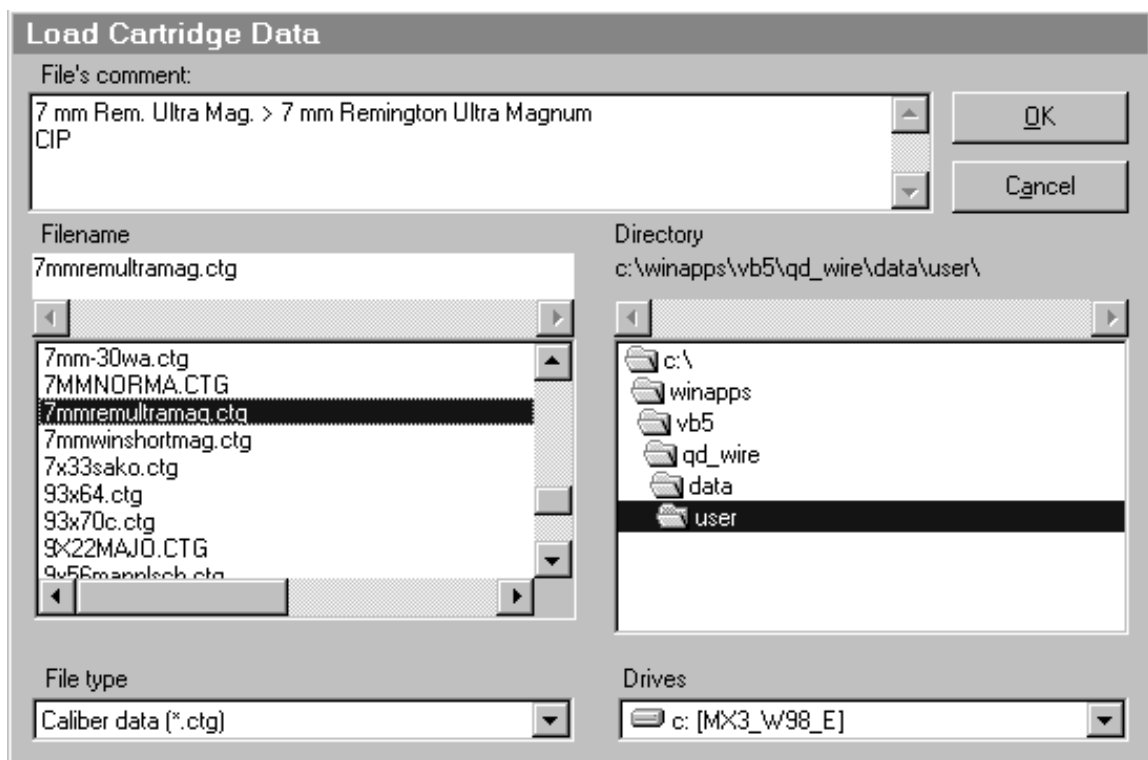 Load Cartridge Data
File's comment:
7 mm Rem. Ultra Mag. > 7 mm Remington Ultra Magnum
CIP
OK
Cancel
Filename
7mmremultramag.ctg
7mm-30wa.ctg
7MMNORMA.CTG
7mmremultramag.ctg
7mmwinshortmag.ctg
7x33sako.ctg
93x64.ctg
93x70c.ctg
9X22MAJO.CTG
9x56mannlsch.ctg
Directory
c:\winapps\vb5\qd_wire\data\user\
c:\
winapps
vb5
qd_wire
data
user
File type
Caliber data (*.ctg)
Drives
c: [MX3_W98_E]